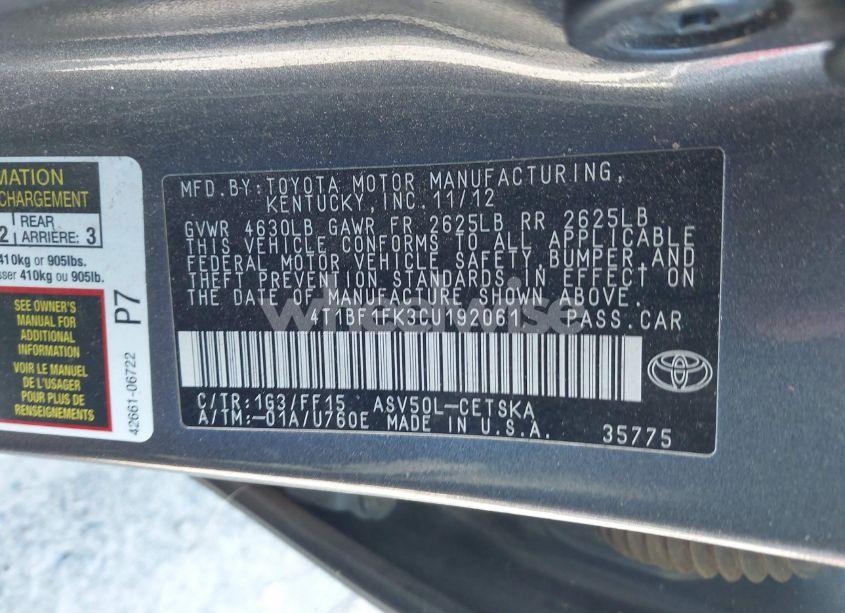 MATION
CHARGEMENT
2 REAR ARRIÈRE: 3
410kg or 905lbs.
sser 410kg ou 905lb.
SEE OWNER'S
MANUAL FOR
ADDITIONAL
INFORMATION
VOIR LE MANUEL
DE L'USAGER
POUR PLUS DE
RENSEIGNEMENTS
P7
42661-06722
MFD.BY:TOYOTA MOTOR MANUFACTURING,
KENTUCKY,INC.11/12
GVWR 4630LB GAWR FR 2625LB RR 2625LB
THIS VEHICLE CONFORMS TO ALL APPLICABLE
FEDERAL MOTOR VEHICLE SAFETY, BUMPER,AND
THEFT PREVENTION STANDARDS IN EFFECT ON
THE DATE OF MANUFACTURE SHOWN ABOVE.
4T1BF1FK3CU192061 PASS.CAR
C/TR:1G3/FF15 ASV50L-CETSKA
A/TM:-01A/U760E MADE IN U.S.A.
35775